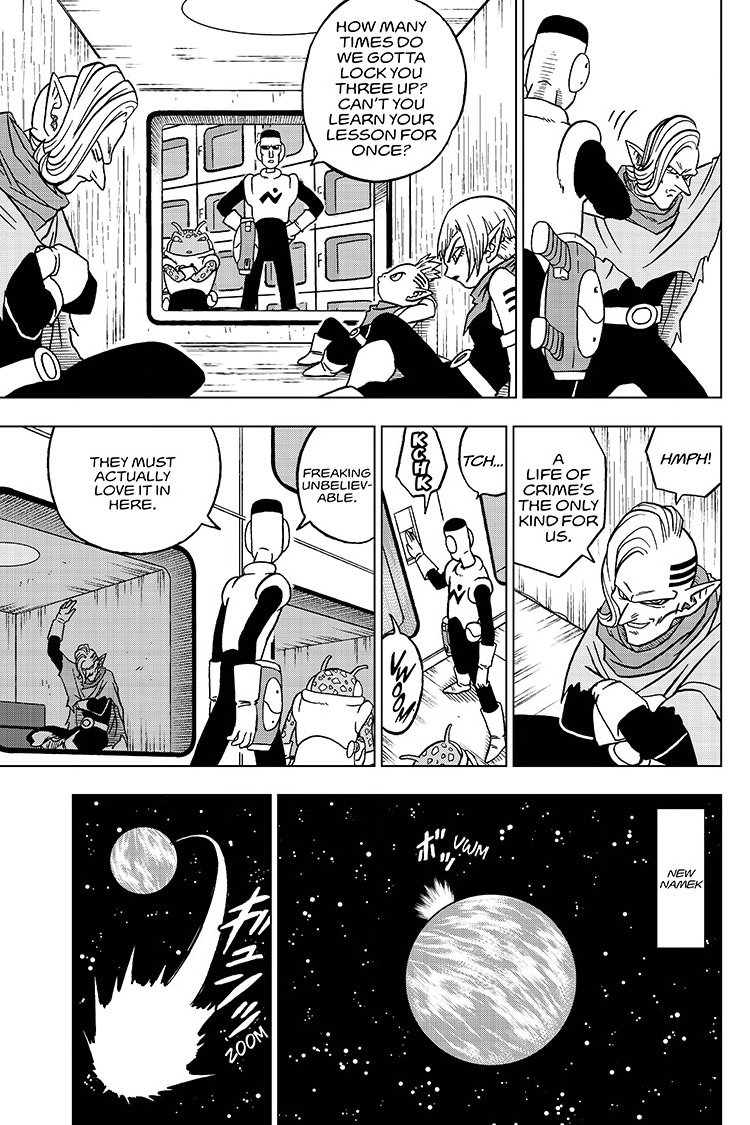 HOW MANY
TIMES DO
WE GOTTA
LOCK YOU
THREE UP?
CAN'T YOU
LEARN YOUR
LESSON FOR
ONCE?
HMPH!
A
LIFE OF
CRIME'S
THE ONLY
KIND FOR
US.
TCH...
KCHK
VWOOM
FREAKING
UNBELIEV-
ABLE.
THEY MUST
ACTUALLY
LOVE IT IN
HERE.
NEW
NAMEK
ボッ
VWM
ギュンッ
ZOOM